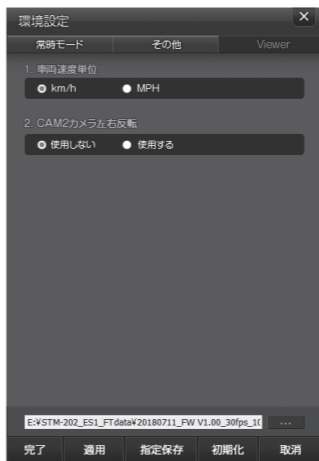 環境設定
常時モード その他 Viewer
1. 車両速度単位
km/h MPH
2. CAM2カメラ左右反転
使用しない 使用する
E:¥STM-202_ES1_FTdata¥20180711_FW V1.00_30fps_1(
...
完了 適用 指定保存 初期化 取消